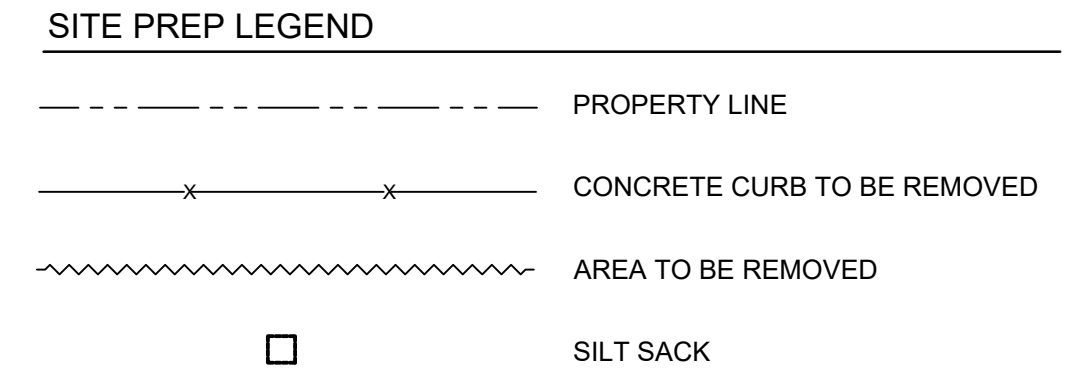 SITE PREP LEGEND
PROPERTY LINE
X X CONCRETE CURB TO BE REMOVED
AREA TO BE REMOVED
SILT SACK